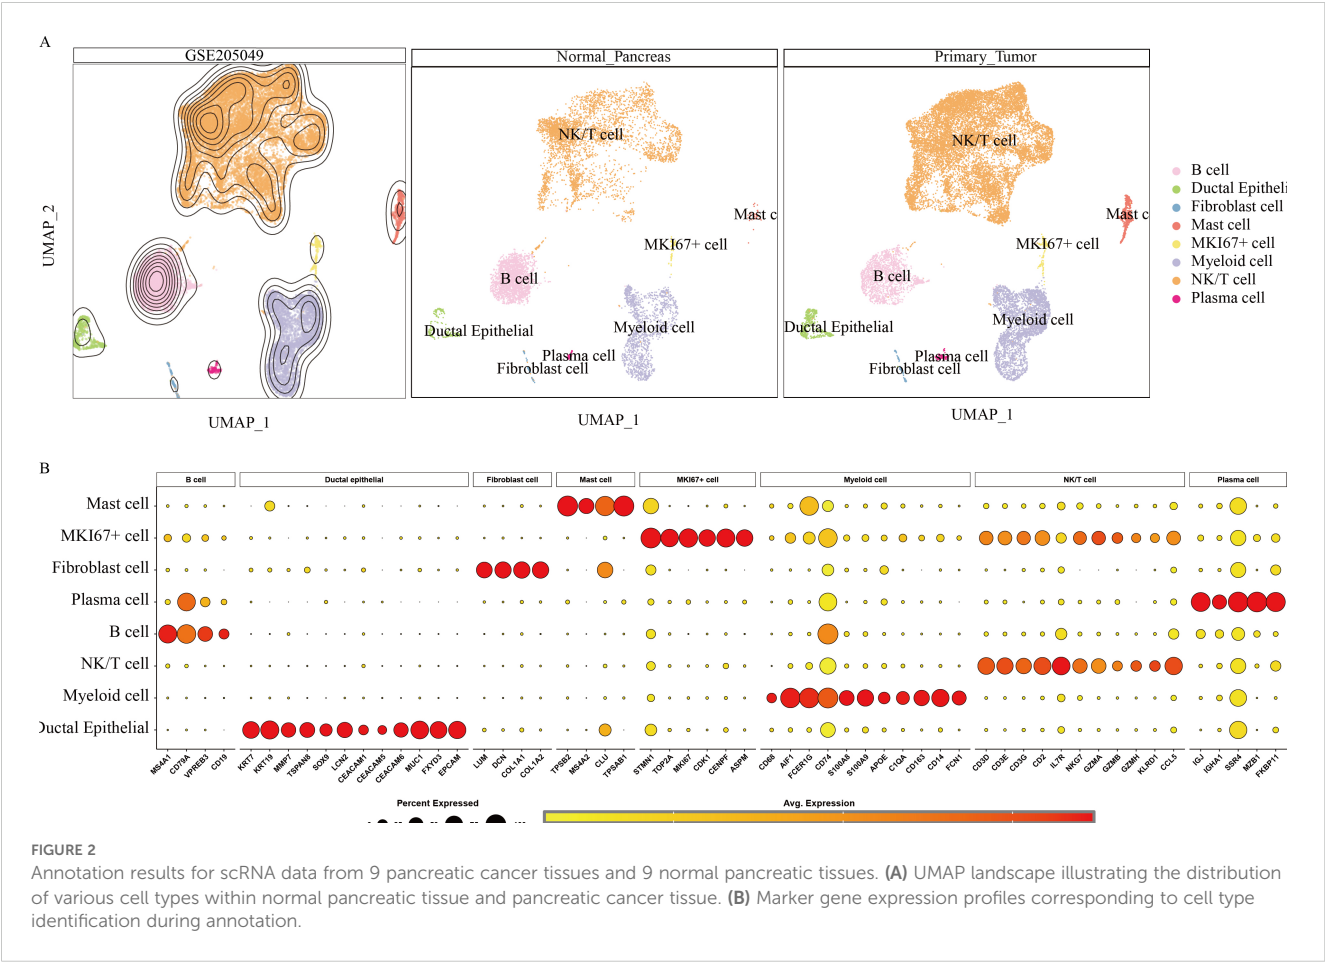 A
GSE205049
Normal_Pancreas
Primary_Tumor
UMAP_2
NK/T cell
Mast c
MKI67+ cell
B cell
Myeloid cell
Ductal Epithelial
Plasma cell
Fibroblast cell
NK/T cell
Mast c
MKI67+ cell
B cell
Myeloid cell
Ductal Epithelial
Plasma cell
Fibroblast cell
B cell
Ductal Epitheli
Fibroblast cell
Mast cell
MKI67+ cell
Myeloid cell
NK/T cell
Plasma cell
UMAP_1
UMAP_1
UMAP_1
B
B cell
Ductal epithelial
Fibroblast cell
Mast cell
MKI67+ cell
Myeloid cell
NK/T cell
Plasma cell
Mast cell
MKI67+ cell
Fibroblast cell
Plasma cell
B cell
NK/T cell
Myeloid cell
Ductal Epithelial
MS4A1 CD79A VPREB3 CD19
KRT7 KRT19 MMP7 TSPAN8 SOX9 LCN2 CEACAM1 CEACAM5 CEACAM6 MUC1 FXYD3 EPCAM
LUM DCN COL1A1 COL1A2
TPSB2 MS4A2 CLU TPSAB1
STMN1 TOP2A MKI67 CDK1 CENPF ASPM
CD68 AIF1 FCER1G CD74 S100A8 S100A9 APOE C1QA CD163 CD14 FCN1
CD3D CD3E CD3G CD2 IL7R NKG7 GZMA GZMB GZMH KLRD1 CCL5
IGJ IGHA1 SSR4 MZB1 FKBP11
Percent Expressed
Avg. Expression
FIGURE 2
Annotation results for scRNA data from 9 pancreatic cancer tissues and 9 normal pancreatic tissues. (A) UMAP landscape illustrating the distribution
of various cell types within normal pancreatic tissue and pancreatic cancer tissue. (B) Marker gene expression profiles corresponding to cell type
identification during annotation.